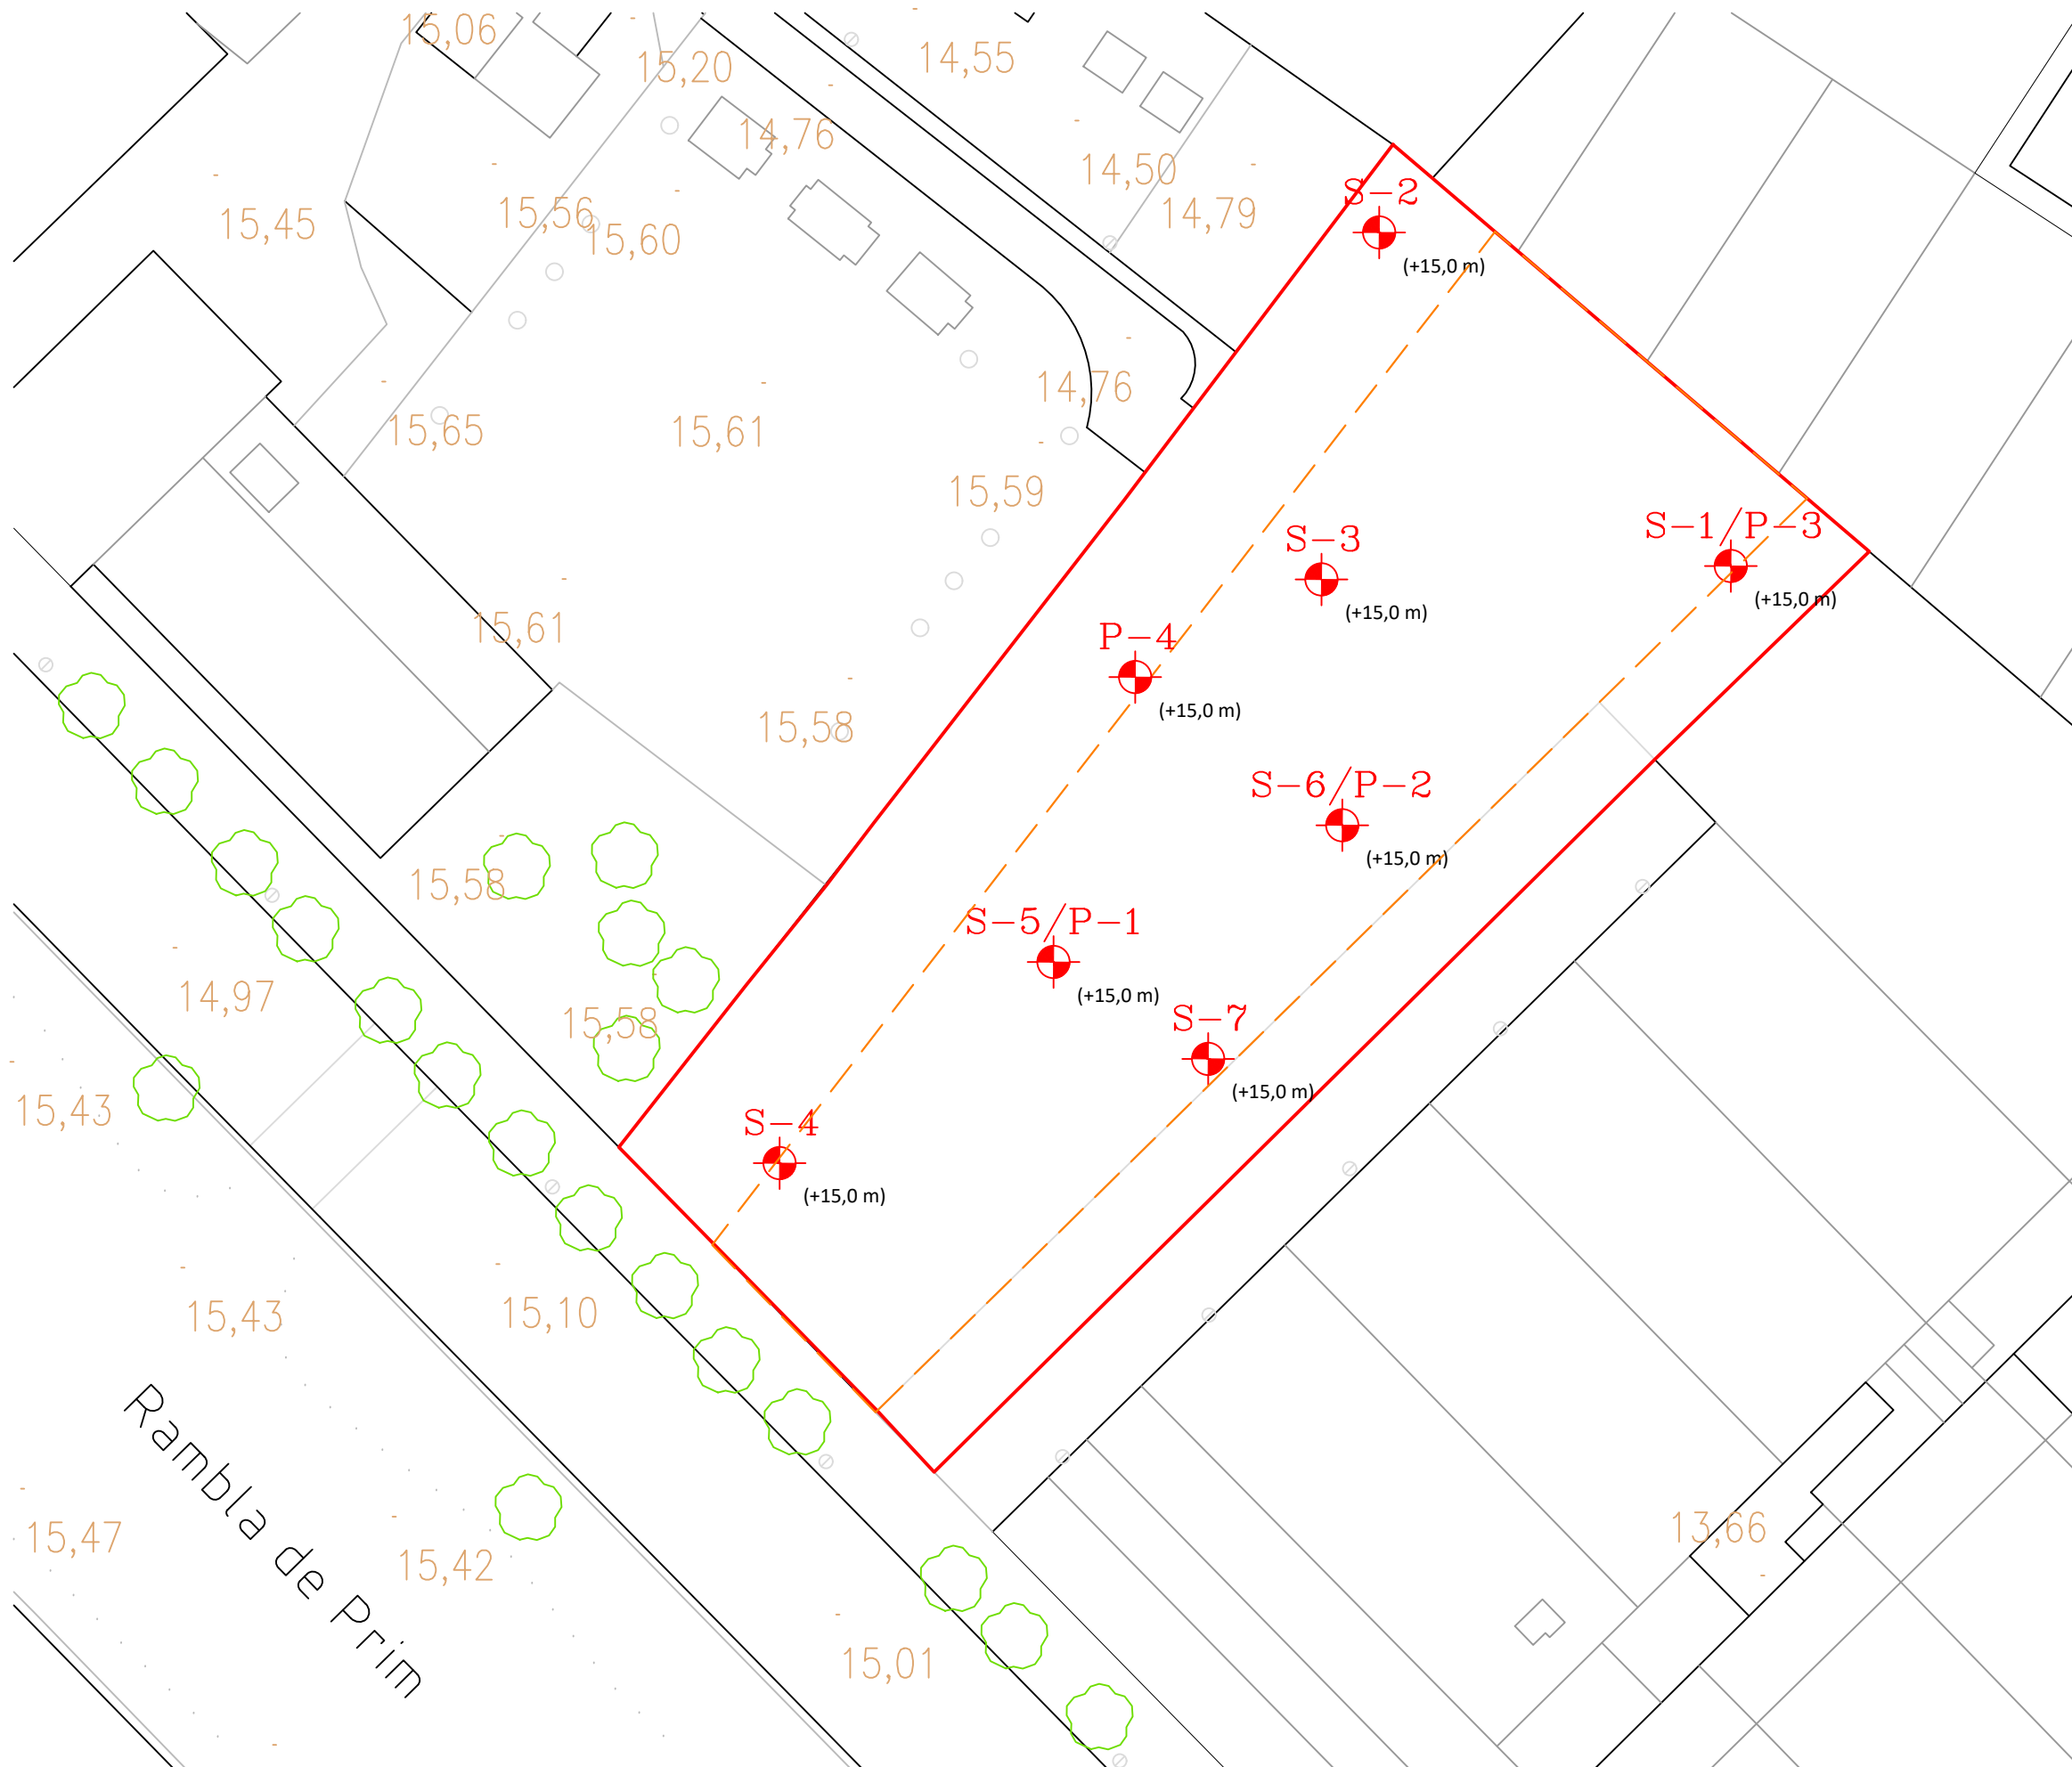 15,06
15,20
14,55
14,76
14,50
14,79
S-2
(+15,0 m)
15,45
15,56
15,60
14,76
15,65
15,61
15,59
S-3
(+15,0 m)
S-1/P-3
(+15,0 m)
15,61
P-4
(+15,0 m)
15,58
S-6/P-2
(+15,0 m)
15,58
S-5/P-1
(+15,0 m)
14,97
15,58
S-7
(+15,0 m)
15,43
S-4
(+15,0 m)
15,43
15,10
Rambla de Prim
15,47
15,42
13,66
15,01